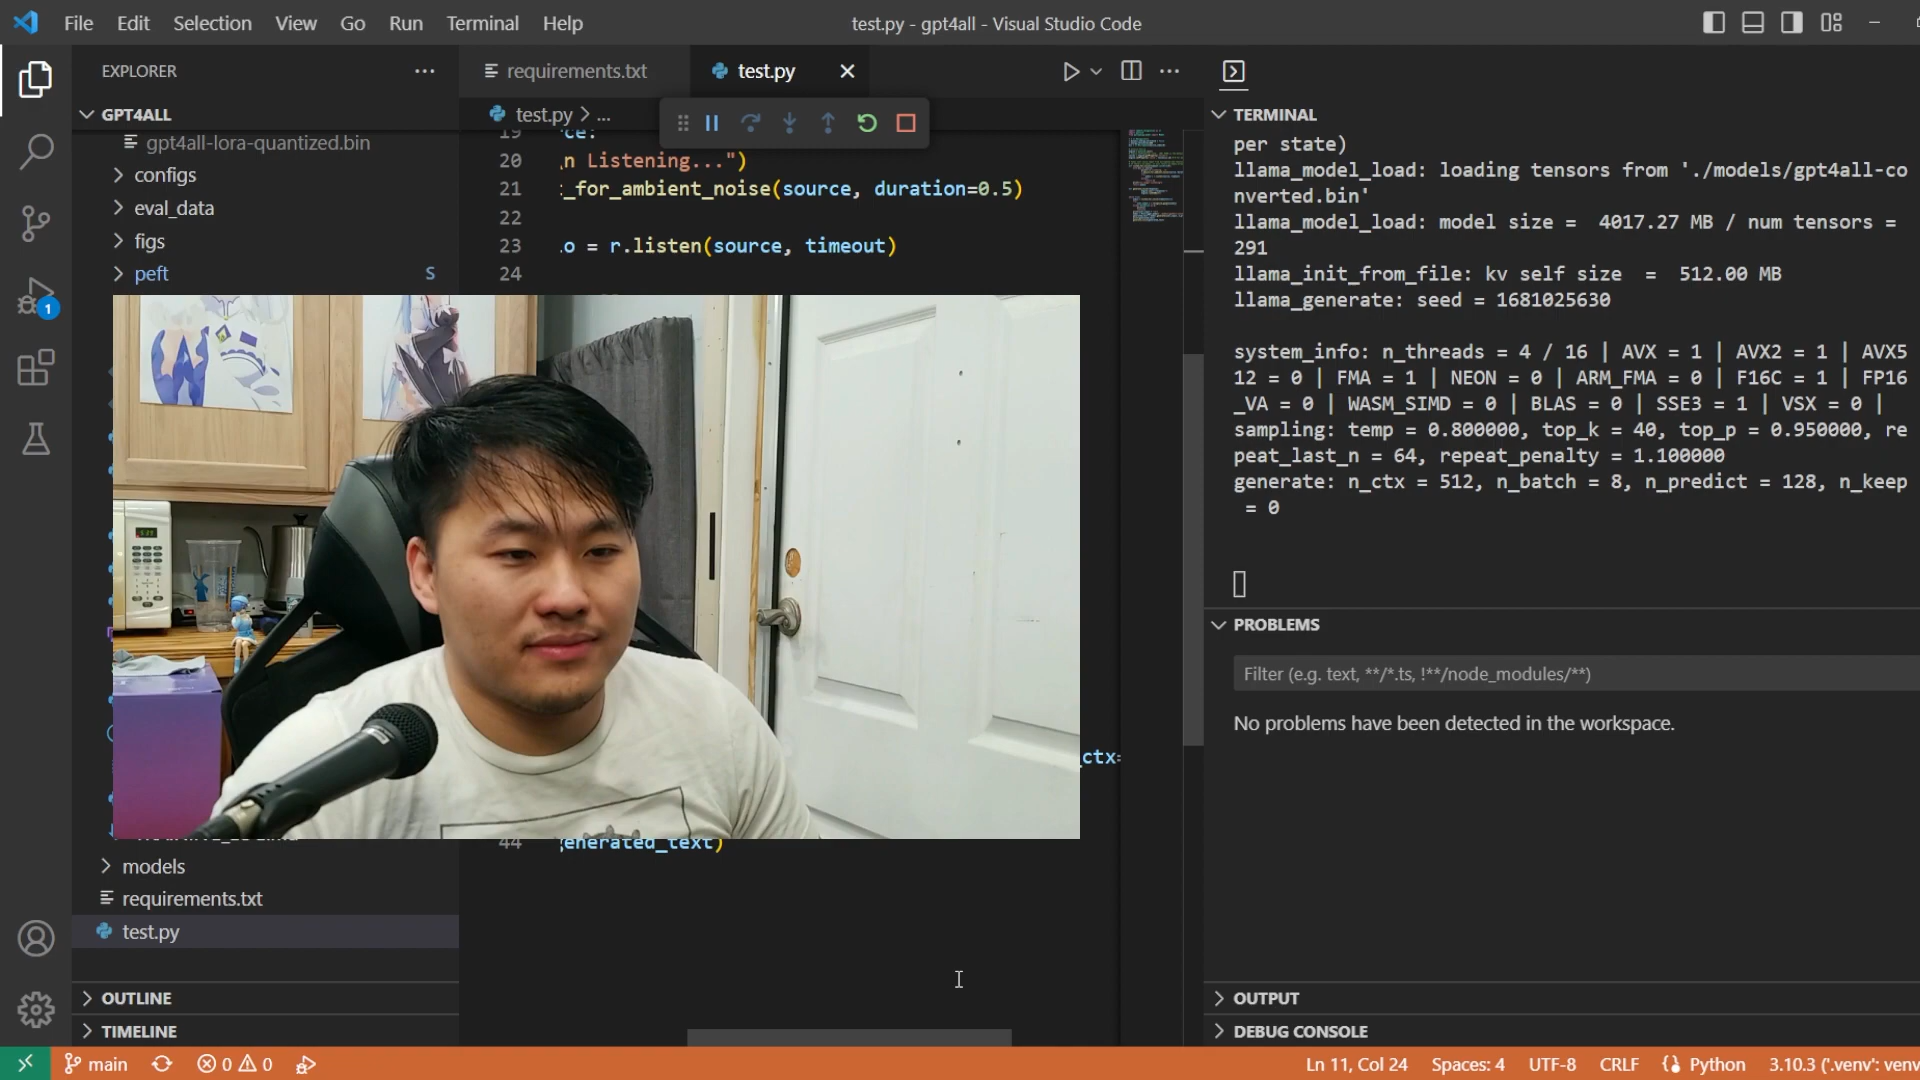 File Edit Selection View Go Run Terminal Help
test.py - gpt4all - Visual Studio Code
EXPLORER
GPT4ALL
gpt4all-lora-quantized.bin
configs
eval_data
figs
peft S
1
models
requirements.txt
test.py
OUTLINE
TIMELINE
requirements.txt
test.py
test.py > ...
19 ce:
20 n Listening...")
21 _for_ambient_noise(source, duration=0.5)
22
23 o = r.listen(source, timeout)
24
_ctx=
44 enerated_text)
TERMINAL
per state)
llama_model_load: loading tensors from './models/gpt4all-co
nverted.bin'
llama_model_load: model size =  4017.27 MB / num tensors =
291
llama_init_from_file: kv self size  =  512.00 MB
llama_generate: seed = 1681025630
system_info: n_threads = 4 / 16 | AVX = 1 | AVX2 = 1 | AVX5
12 = 0 | FMA = 1 | NEON = 0 | ARM_FMA = 0 | F16C = 1 | FP16
_VA = 0 | WASM_SIMD = 0 | BLAS = 0 | SSE3 = 1 | VSX = 0 |
sampling: temp = 0.800000, top_k = 40, top_p = 0.950000, re
peat_last_n = 64, repeat_penalty = 1.100000
generate: n_ctx = 512, n_batch = 8, n_predict = 128, n_keep
= 0
PROBLEMS
Filter (e.g. text, **/*.ts, !**/node_modules/**)
No problems have been detected in the workspace.
OUTPUT
DEBUG CONSOLE
main 0 0
Ln 11, Col 24 Spaces: 4 UTF-8 CRLF Python 3.10.3 ('.venv': venv